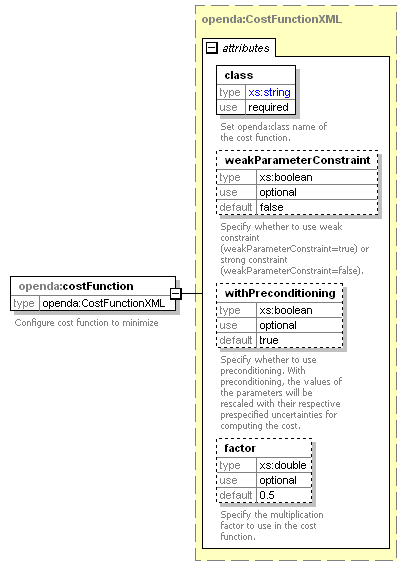 openda:CostFunctionXML
attributes
class
type xs:string
use required
Set openda:class name of
the cost function.
weakParameterConstraint
type xs:boolean
use optional
default false
Specify whether to use weak
constraint
(weakParameterConstraint=true) or
strong constraint
(weakParameterConstraint=false).
openda:costFunction
type openda:CostFunctionXML
Configure cost function to minimize
withPreconditioning
type xs:boolean
use optional
default true
Specify whether to use
preconditioning. With
preconditioning, the values of
the parameters will be
rescaled with their respective
prespecified uncertainties for
computing the cost.
factor
type xs:double
use optional
default 0.5
Specify the multiplication
factor to use in the cost
function.